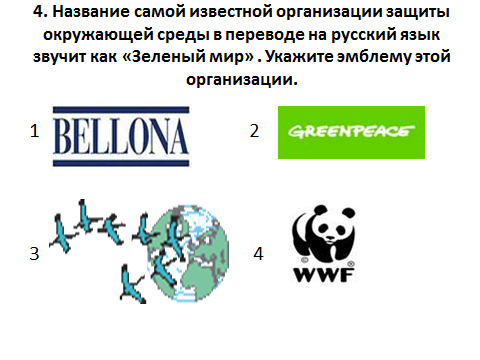 4. Название самой известной организации защиты
окружающей среды в переводе на русский язык
звучит как «Зеленый мир» . Укажите эмблему этой
организации.
1 BELLONA 2 GREENPEACE
3 4
© ®
WWF